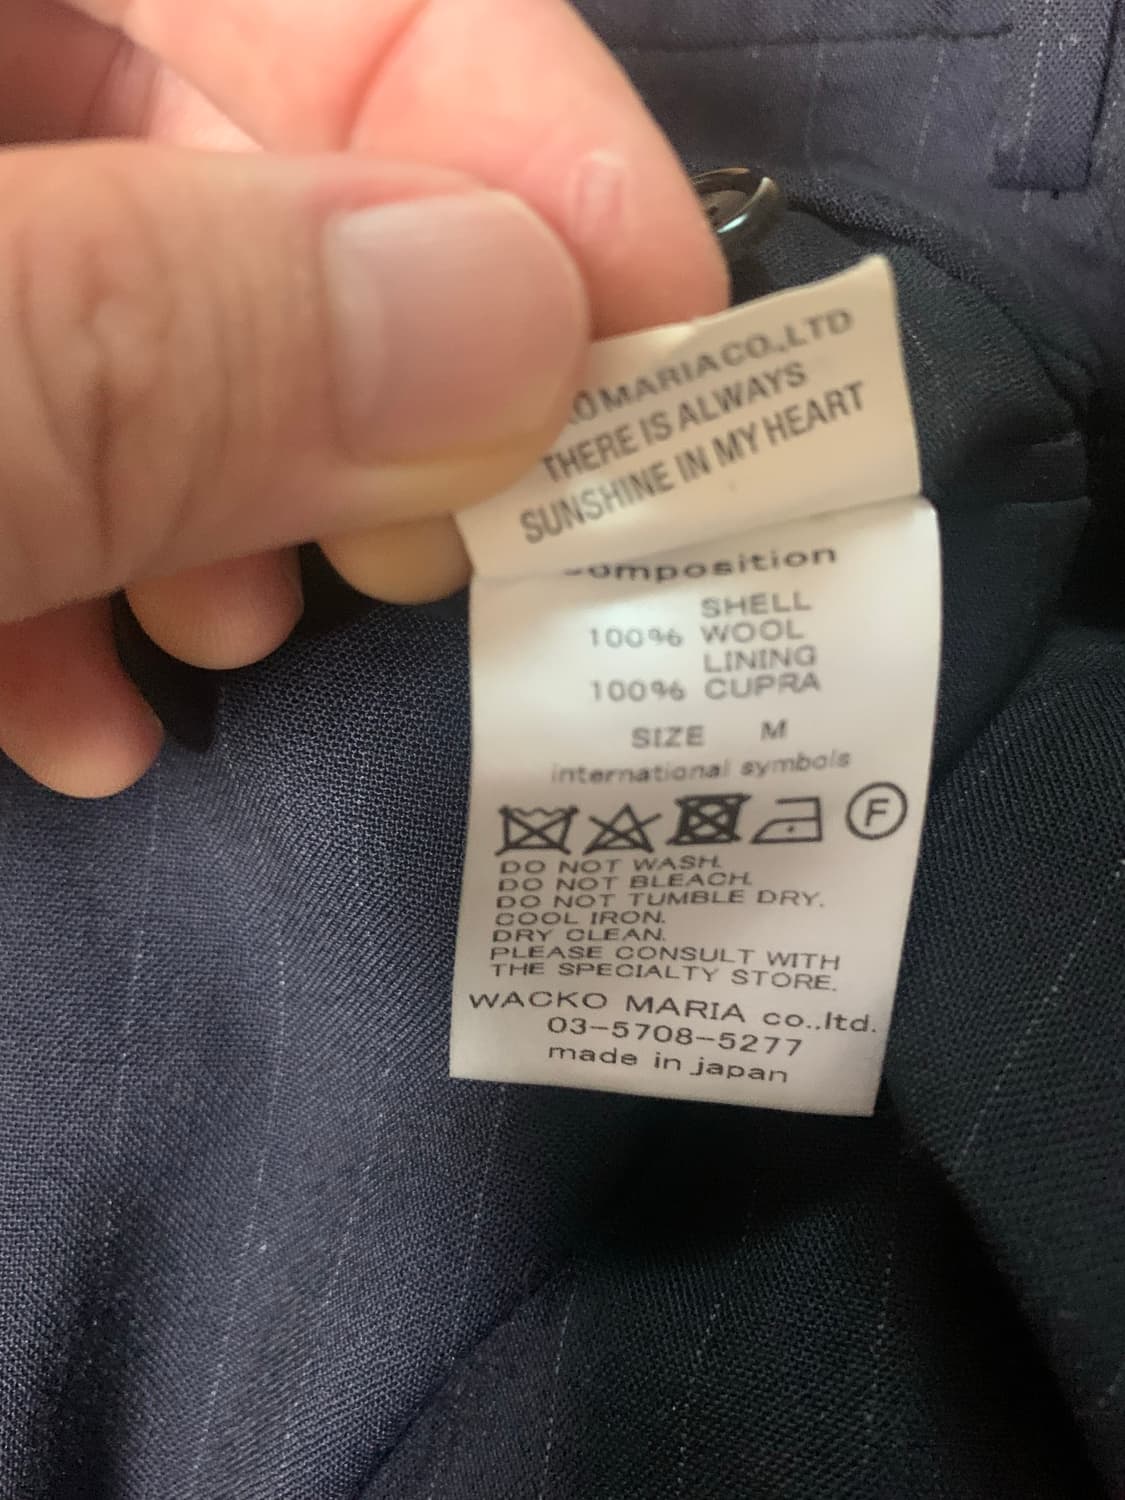 MARIA CO.,LTD
THERE IS ALWAYS
SUNSHINE IN MY HEART
composition
SHELL
100% WOOL
LINING
100% CUPRA
SIZE M
international symbols
F
DO NOT WASH.
DO NOT BLEACH.
DO NOT TUMBLE DRY.
COOL IRON.
DRY CLEAN.
PLEASE CONSULT WITH
THE SPECIALTY STORE.
WACKO MARIA co.,ltd.
03-5708-5277
made in japan